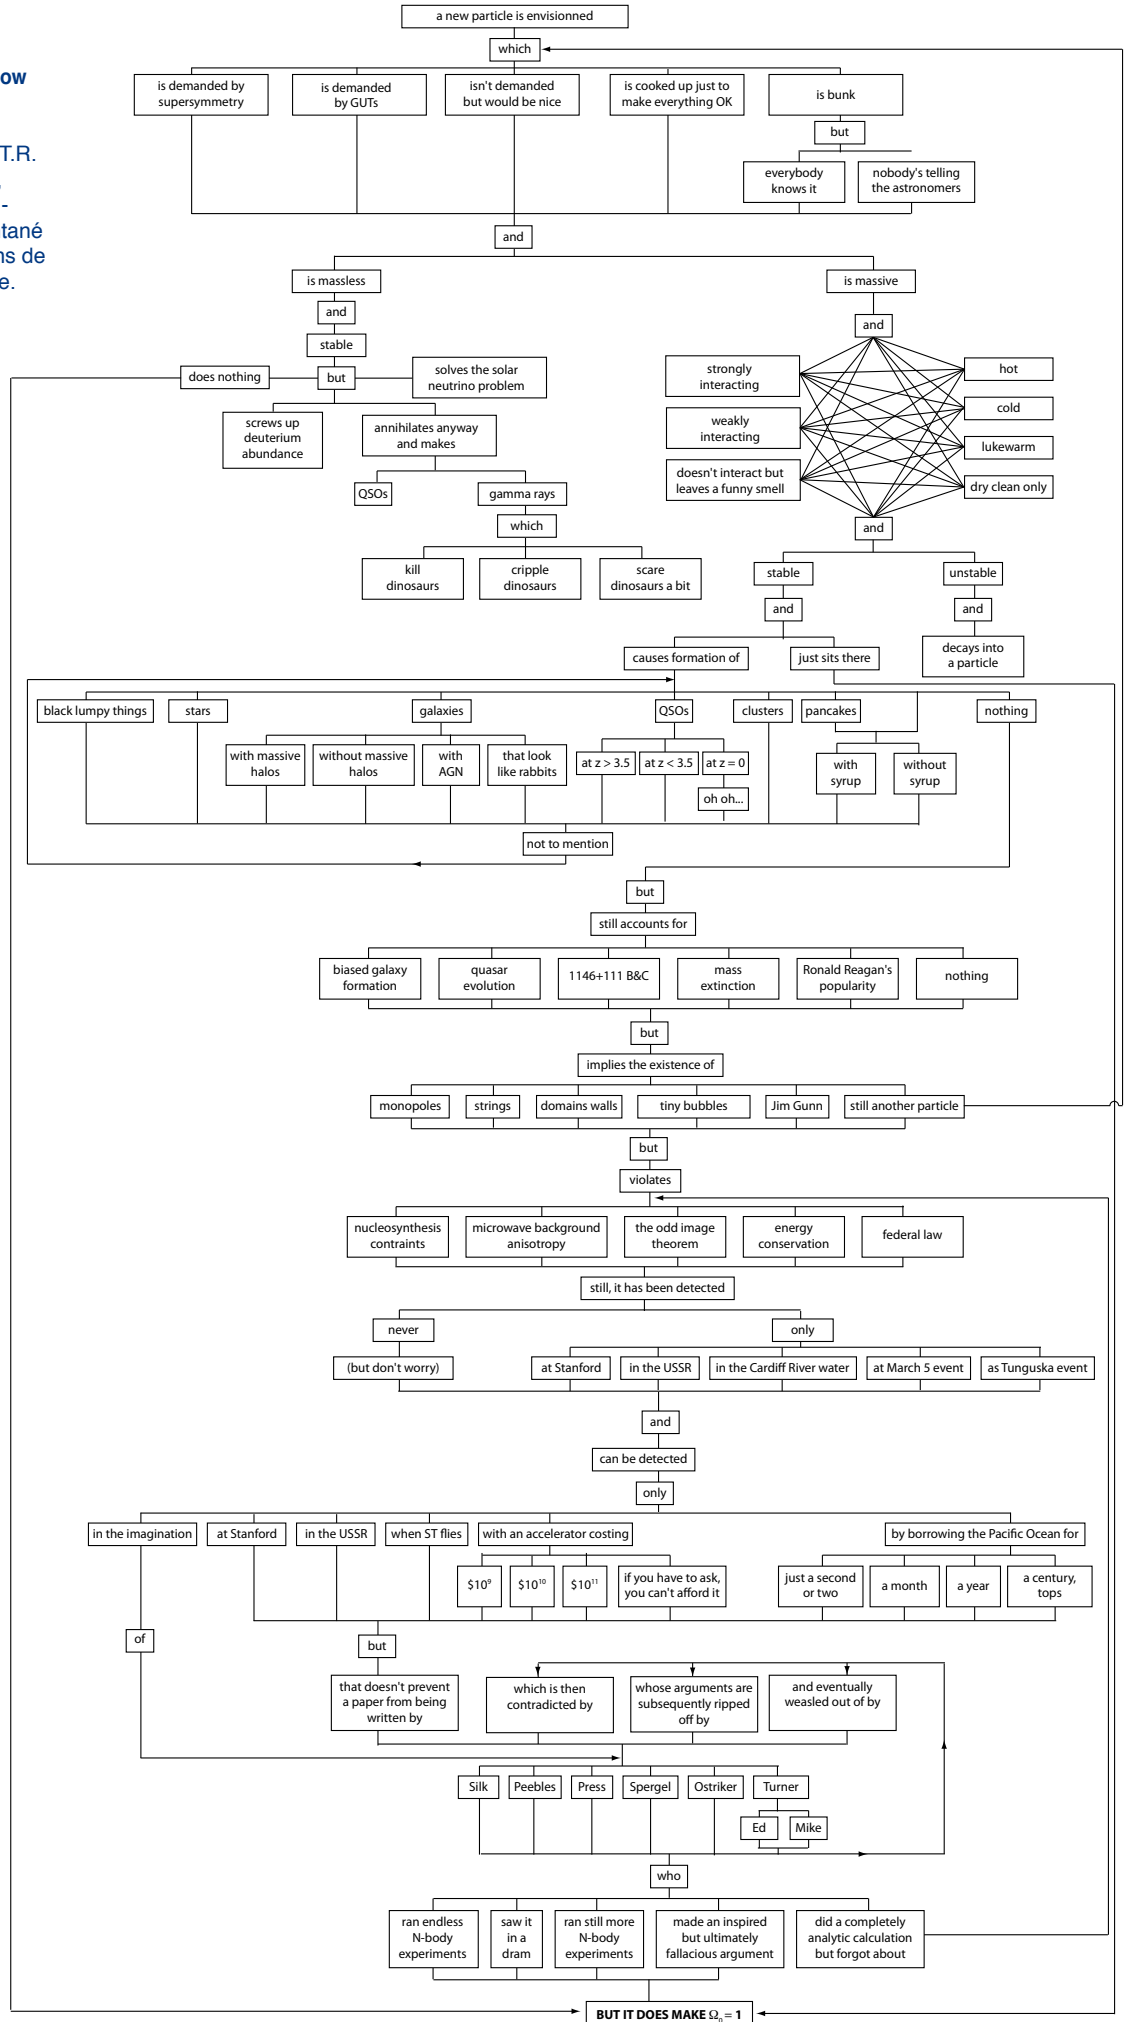 ow
T.R.
-
tané
ns de
e.
a new particle is envisionned
which
is demanded by
supersymmetry
is demanded
by GUTs
isn't demanded
but would be nice
is cooked up just to
make everything OK
is bunk
but
everybody
knows it
nobody's telling
the astronomers
and
is massless
is massive
and
and
stable
does nothing
but
solves the solar
neutrino problem
screws up
deuterium
abundance
annihilates anyway
and makes
QSOs
gamma rays
which
kill
dinosaurs
cripple
dinosaurs
scare
dinosaurs a bit
strongly
interacting
weakly
interacting
doesn't interact but
leaves a funny smell
hot
cold
lukewarm
dry clean only
and
stable
unstable
and
and
causes formation of
just sits there
decays into
a particle
black lumpy things
stars
galaxies
QSOs
clusters
pancakes
nothing
with massive
halos
without massive
halos
with
AGN
that look
like rabbits
at z > 3.5
at z < 3.5
at z = 0
oh oh...
with
syrup
without
syrup
not to mention
but
still accounts for
biased galaxy
formation
quasar
evolution
1146+111 B&C
mass
extinction
Ronald Reagan's
popularity
nothing
but
implies the existence of
monopoles
strings
domains walls
tiny bubbles
Jim Gunn
still another particle
but
violates
nucleosynthesis
contraints
microwave background
anisotropy
the odd image
theorem
energy
conservation
federal law
still, it has been detected
never
only
(but don't worry)
at Stanford
in the USSR
in the Cardiff River water
at March 5 event
as Tunguska event
and
can be detected
only
in the imagination
at Stanford
in the USSR
when ST flies
with an accelerator costing
by borrowing the Pacific Ocean for
$10⁹
$10¹⁰
$10¹¹
if you have to ask,
you can't afford it
just a second
or two
a month
a year
a century,
tops
of
but
that doesn't prevent
a paper from being
written by
which is then
contradicted by
whose arguments are
subsequently ripped
off by
and eventually
weasled out of by
Silk
Peebles
Press
Spergel
Ostriker
Turner
Ed
Mike
who
ran endless
N-body
experiments
saw it
in a
dram
ran still more
N-body
experiments
made an inspired
but ultimately
fallacious argument
did a completely
analytic calculation
but forgot about
BUT IT DOES MAKE Ω₀ = 1